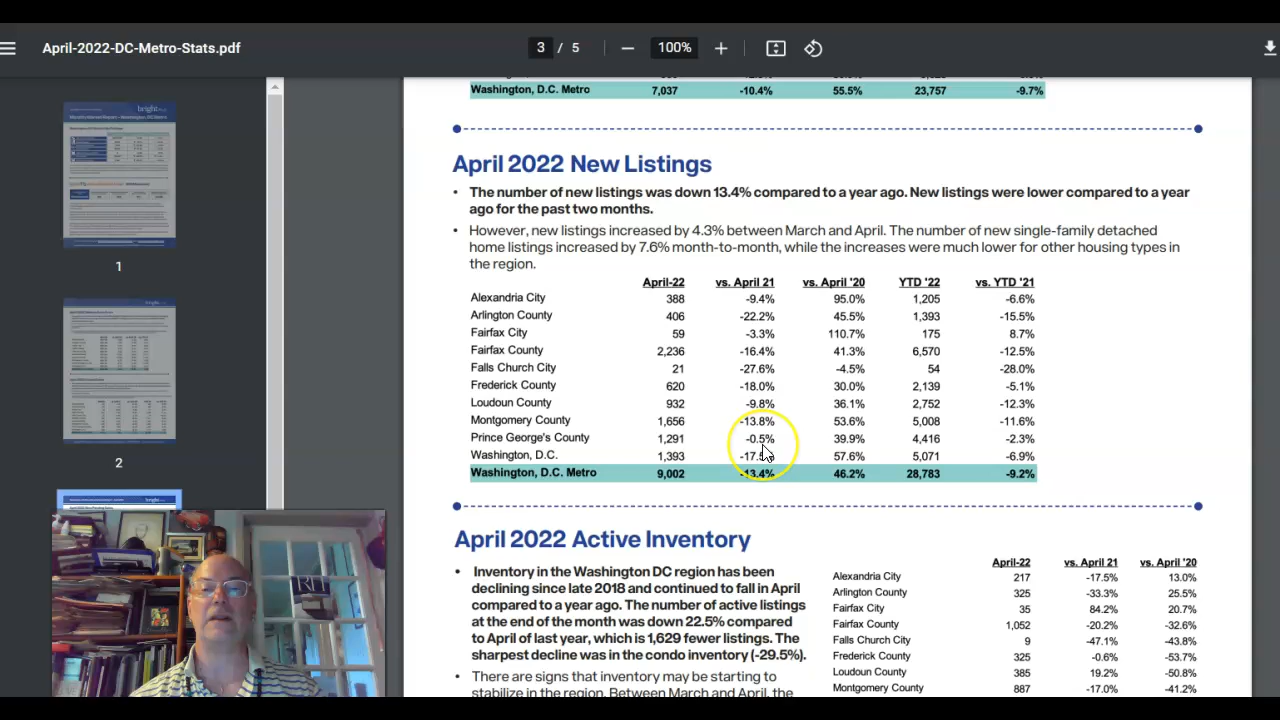 April-2022-DC-Metro-Stats.pdf
3 / 5
100%
Washington, D.C. Metro 7,037 -10.4% 55.5% 23,757 -9.7%
April 2022 New Listings
• The number of new listings was down 13.4% compared to a year ago. New listings were lower compared to a year
ago for the past two months.
• However, new listings increased by 4.3% between March and April. The number of new single-family detached
home listings increased by 7.6% month-to-month, while the increases were much lower for other housing types in
the region.
April-22 vs. April 21 vs. April '20 YTD '22 vs. YTD '21
Alexandria City 388 -9.4% 95.0% 1,205 -6.6%
Arlington County 406 -22.2% 45.5% 1,393 -15.5%
Fairfax City 59 -3.3% 110.7% 175 8.7%
Fairfax County 2,236 -16.4% 41.3% 6,570 -12.5%
Falls Church City 21 -27.6% -4.5% 54 -28.0%
Frederick County 620 -18.0% 30.0% 2,139 -5.1%
Loudoun County 932 -9.8% 36.1% 2,752 -12.3%
Montgomery County 1,656 -13.8% 53.6% 5,008 -11.6%
Prince George's County 1,291 -0.5% 39.9% 4,416 -2.3%
Washington, D.C. 1,393 57.6% 5,071 -6.9%
Washington, D.C. Metro 9,002 -13.4% 46.2% 28,783 -9.2%
April 2022 Active Inventory
• Inventory in the Washington DC region has been
declining since late 2018 and continued to fall in April
compared to a year ago. The number of active listings
at the end of the month was down 22.5% compared
to April of last year, which is 1,629 fewer listings. The
sharpest decline was in the condo inventory (-29.5%).
• There are signs that inventory may be starting to
stabilize in the region. Between March and April, the
April-22 vs. April 21 vs. April '20
Alexandria City 217 -17.5% 13.0%
Arlington County 325 -33.3% 25.5%
Fairfax City 35 84.2% 20.7%
Fairfax County 1,052 -20.2% -32.6%
Falls Church City 9 -47.1% -43.8%
Frederick County 325 -0.6% -53.7%
Loudoun County 385 19.2% -50.8%
Montgomery County 887 -17.0% -41.2%
bright
1
2